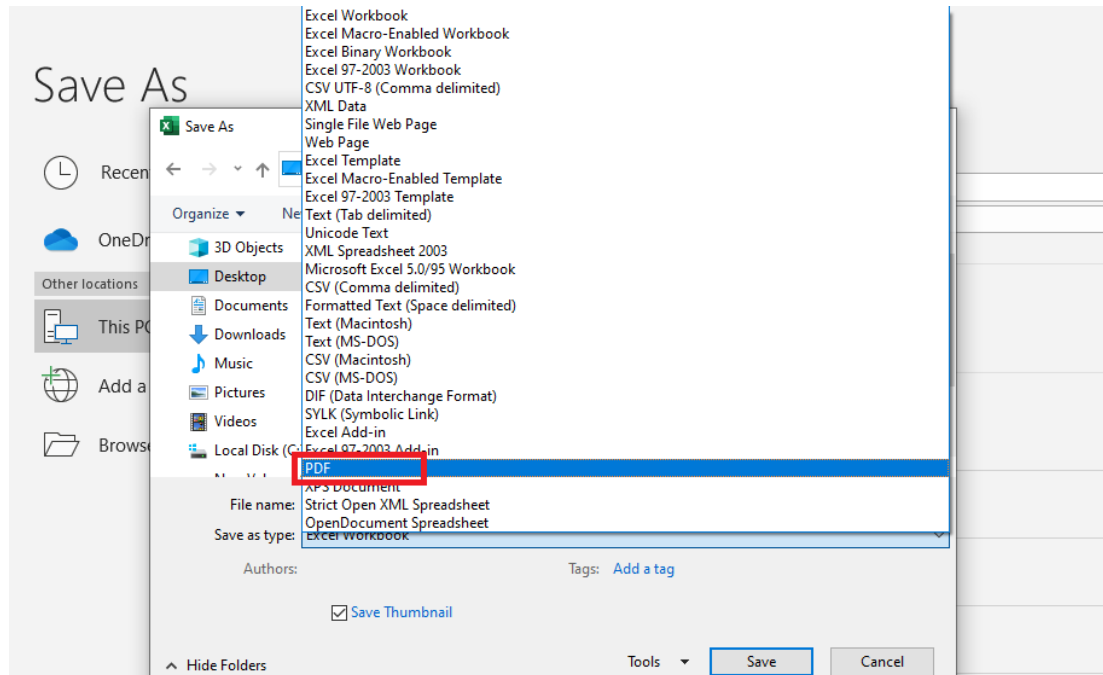 Save As
Recen
OneDr
Other locations
This PC
Add a
Browse
Save As
Organize
Ne
3D Objects
Desktop
Documents
Downloads
Music
Pictures
Videos
Local Disk (C:
Excel Workbook
Excel Macro-Enabled Workbook
Excel Binary Workbook
Excel 97-2003 Workbook
CSV UTF-8 (Comma delimited)
XML Data
Single File Web Page
Web Page
Excel Template
Excel Macro-Enabled Template
Excel 97-2003 Template
Text (Tab delimited)
Unicode Text
XML Spreadsheet 2003
Microsoft Excel 5.0/95 Workbook
CSV (Comma delimited)
Formatted Text (Space delimited)
Text (Macintosh)
Text (MS-DOS)
CSV (Macintosh)
CSV (MS-DOS)
DIF (Data Interchange Format)
SYLK (Symbolic Link)
Excel Add-in
Excel 97-2003 Add-in
PDF
XPS Document
Strict Open XML Spreadsheet
OpenDocument Spreadsheet
File name:
Save as type: Excel Workbook
Authors:
Tags: Add a tag
Save Thumbnail
Hide Folders
Tools
Save
Cancel